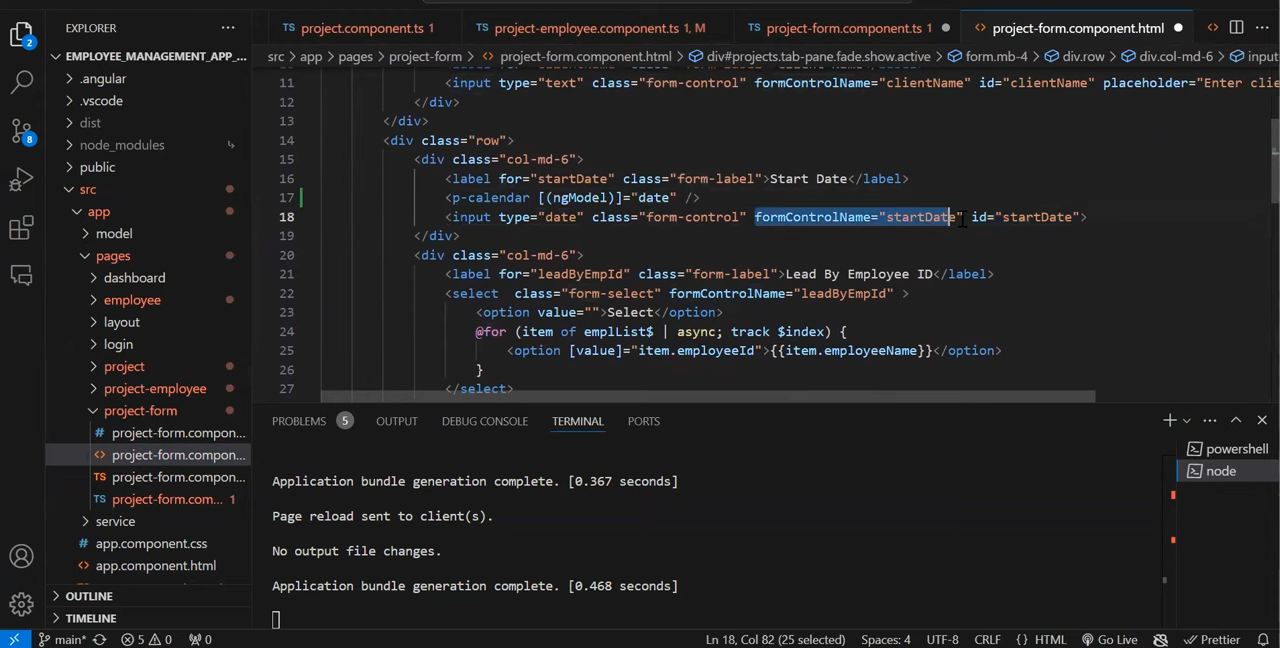 EXPLORER
project.component.ts 1
project-employee.component.ts 1, M
project-form.component.ts 1
project-form.component.html
EMPLOYEE_MANAGEMENT_APP_...
src > app > pages > project-form > project-form.component.html > div#projects.tab-pane.fade.show.active > form.mb-4 > div.row > div.col-md-6 > input
.angular
.vscode
dist
node_modules
public
src
app
model
pages
dashboard
employee
layout
login
project
project-employee
project-form
project-form.compon...
project-form.compon...
project-form.compon...
project-form.com... 1
service
app.component.css
app.component.html
OUTLINE
TIMELINE
11 <input type="text" class="form-control" formControlName="clientName" id="clientName" placeholder="Enter clie
12 </div>
13 </div>
14 <div class="row">
15 <div class="col-md-6">
16 <label for="startDate" class="form-label">Start Date</label>
17 <p-calendar [(ngModel)]="date" />
18 <input type="date" class="form-control" formControlName="startDate" id="startDate">
19 </div>
20 <div class="col-md-6">
21 <label for="leadByEmpId" class="form-label">Lead By Employee ID</label>
22 <select  class="form-select" formControlName="leadByEmpId" >
23 <option value="">Select</option>
24 @for (item of emplList$ | async; track $index) {
25 <option [value]="item.employeeId">{{item.employeeName}}</option>
26 }
27 </select>
PROBLEMS 5 OUTPUT DEBUG CONSOLE TERMINAL PORTS
Application bundle generation complete. [0.367 seconds]
Page reload sent to client(s).
No output file changes.
Application bundle generation complete. [0.468 seconds]
powershell
node
main* 5 0 0 Ln 18, Col 82 (25 selected) Spaces: 4 UTF-8 CRLF {} HTML Go Live Prettier
2
8